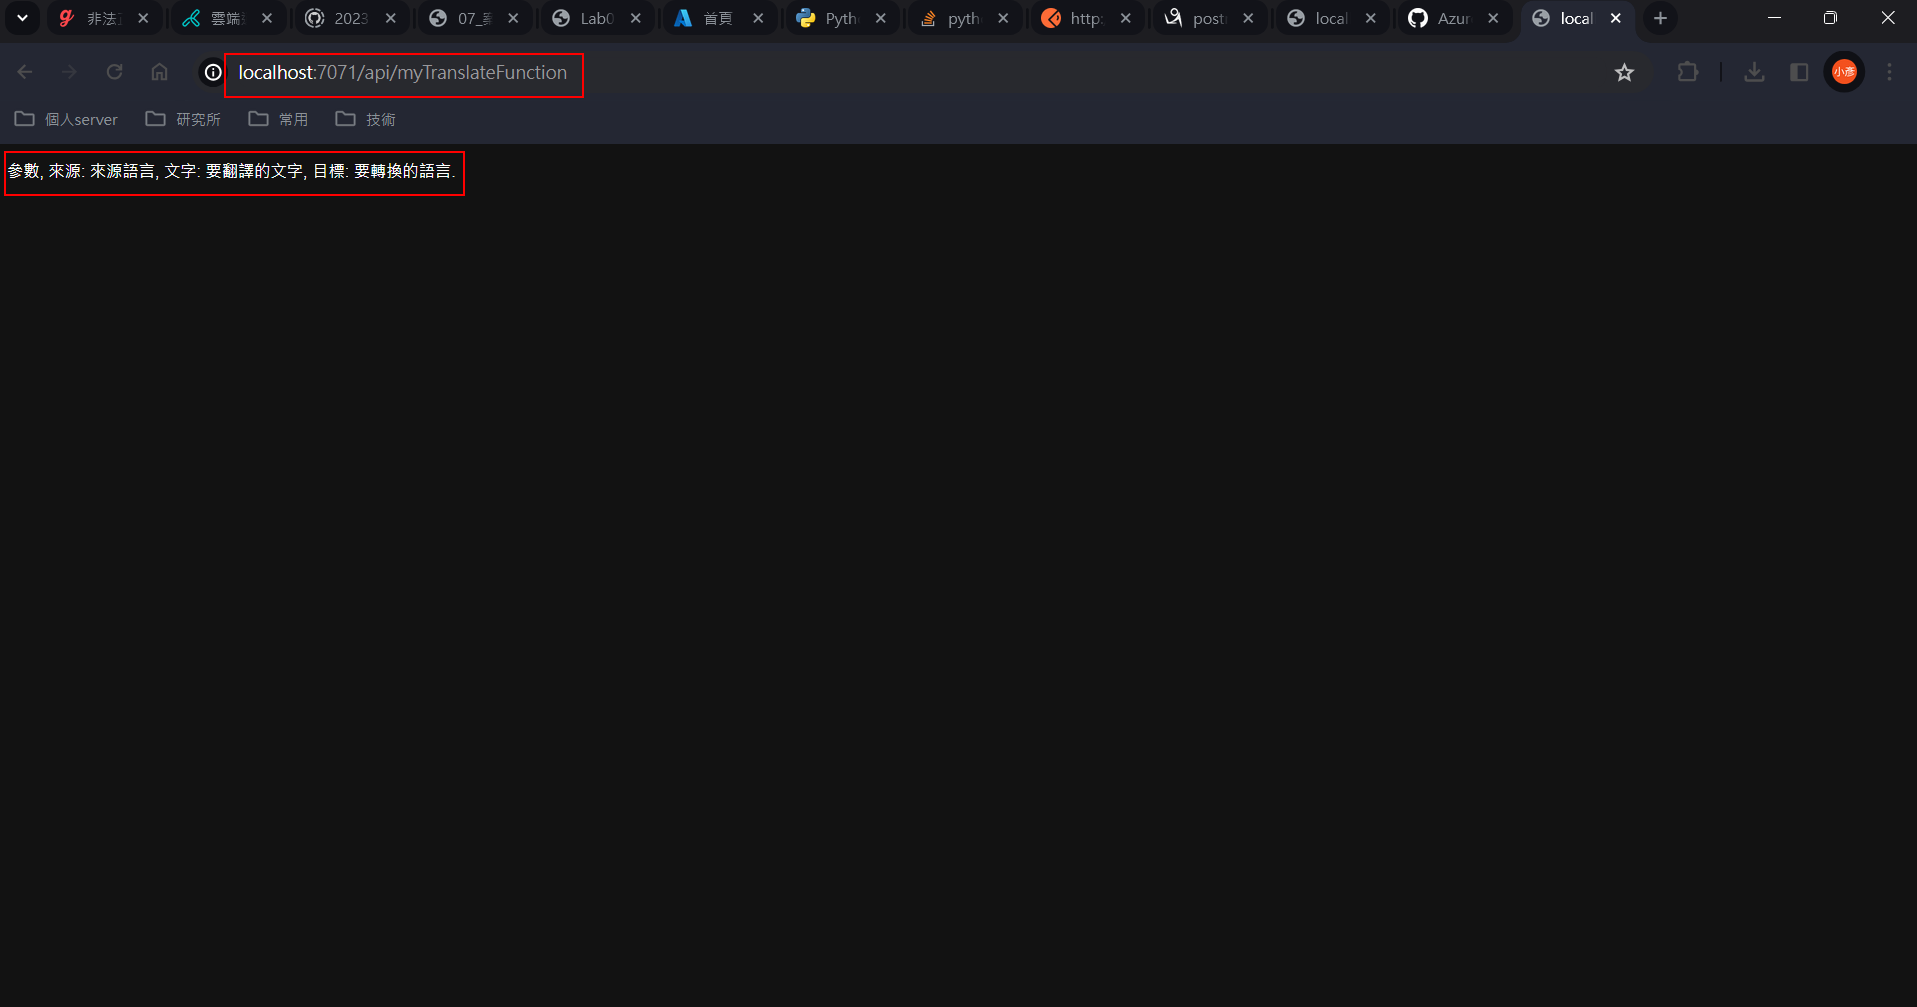 非法
雲端
2023
07_
Lab0
首頁
Pyth
pyth
http:
post
local
Azur
local
localhost:7071/api/myTranslateFunction
小彥
個人server
研究所
常用
技術
參數, 來源: 來源語言, 文字: 要翻譯的文字, 目標: 要轉換的語言.